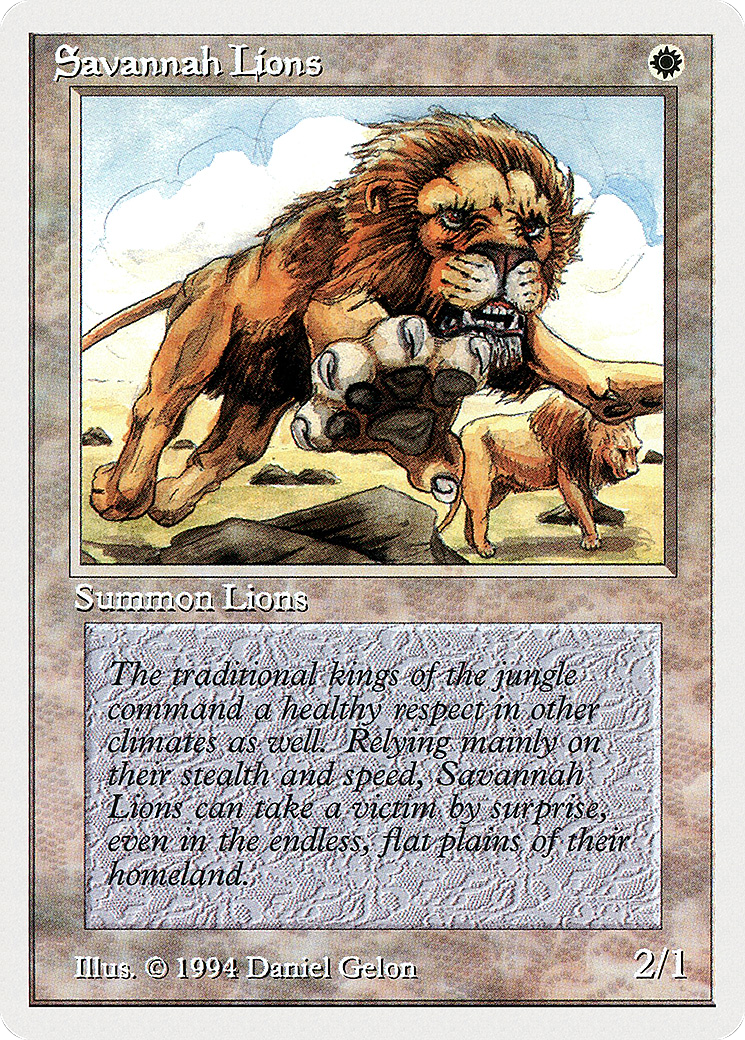 Savannah Lions
Summon Lions
The traditional kings of the jungle
command a healthy respect in other
climates as well. Relying mainly on
their stealth and speed, Savannah
Lions can take a victim by surprise,
even in the endless, flat plains of their
homeland.
Illus. © 1994 Daniel Gelon
2/1